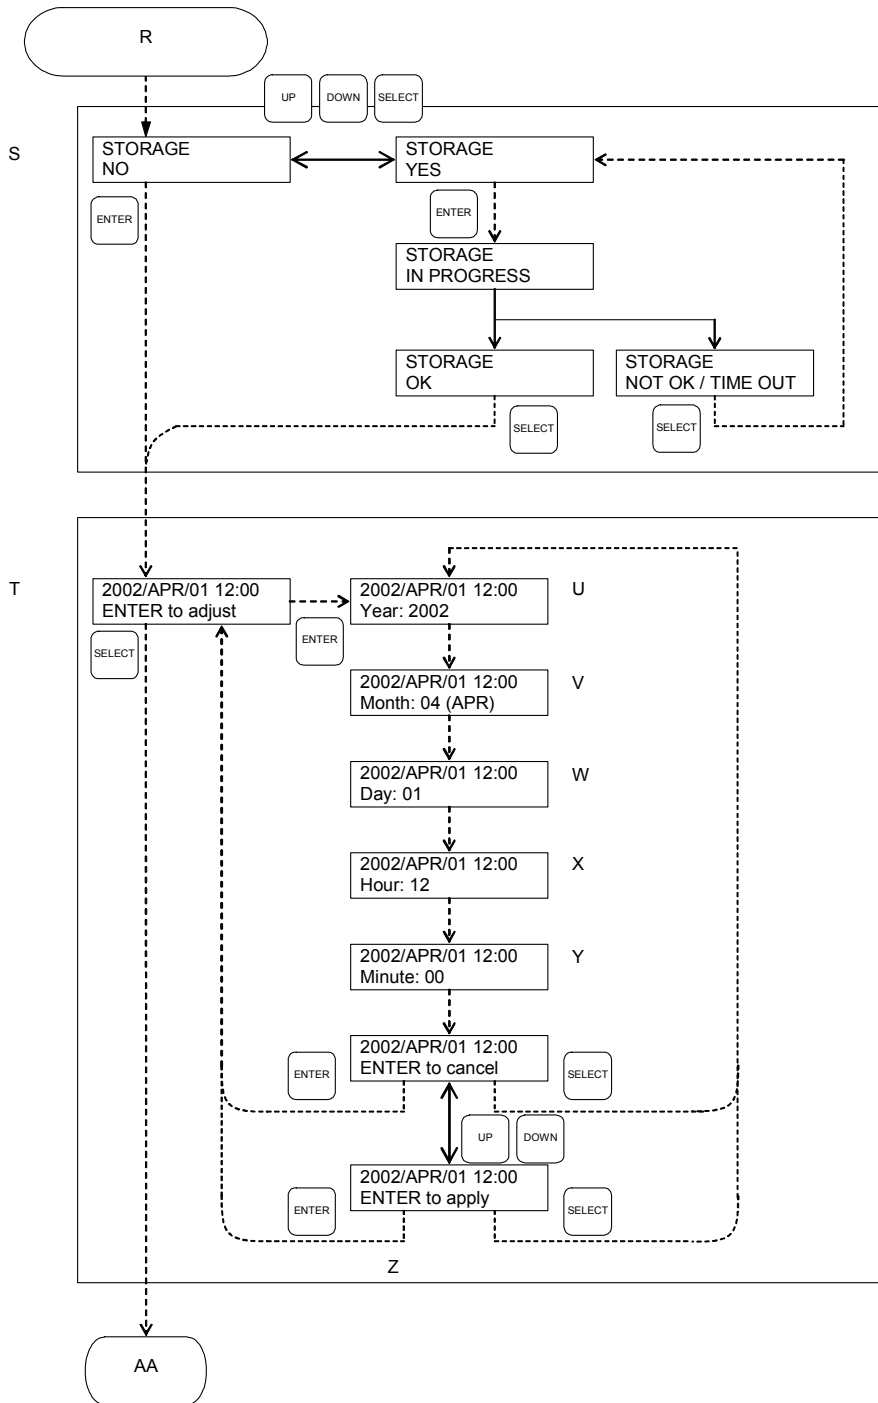 R
UP
DOWN
SELECT
S
STORAGE
NO
STORAGE
YES
ENTER
ENTER
STORAGE
IN PROGRESS
STORAGE
OK
STORAGE
NOT OK / TIME OUT
SELECT
SELECT
T
2002/APR/01 12:00
ENTER to adjust
2002/APR/01 12:00
Year: 2002
U
SELECT
ENTER
2002/APR/01 12:00
Month: 04 (APR)
V
2002/APR/01 12:00
Day: 01
W
2002/APR/01 12:00
Hour: 12
X
2002/APR/01 12:00
Minute: 00
Y
ENTER
2002/APR/01 12:00
ENTER to cancel
SELECT
UP
DOWN
ENTER
2002/APR/01 12:00
ENTER to apply
SELECT
Z
AA